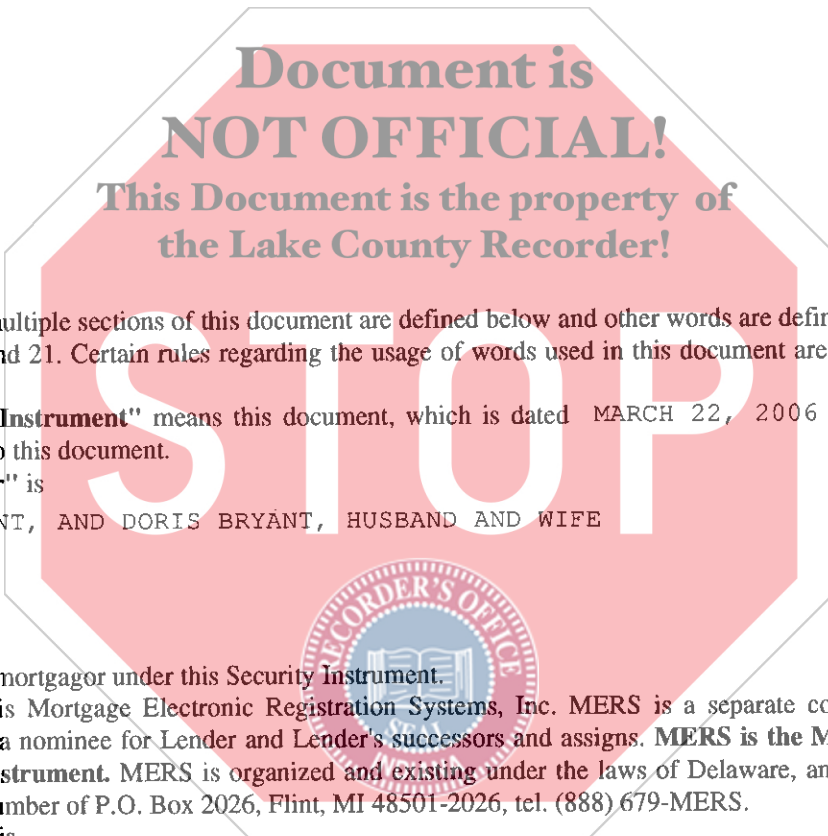 Document is
NOT OFFICIAL!
This Document is the property of
the Lake County Recorder!
ultiple sections of this document are defined below and other words are defin
nd 21. Certain rules regarding the usage of words used in this document are
Instrument" means this document, which is dated MARCH 22, 2006
o this document.
r" is
NT, AND DORIS BRYANT, HUSBAND AND WIFE
STOP
RECORDER'S OFFICE
SEAL
mortgagor under this Security Instrument.
is Mortgage Electronic Registration Systems, Inc. MERS is a separate co
a nominee for Lender and Lender's successors and assigns. MERS is the M
strument. MERS is organized and existing under the laws of Delaware, an
mber of P.O. Box 2026, Flint, MI 48501-2026, tel. (888) 679-MERS.
is